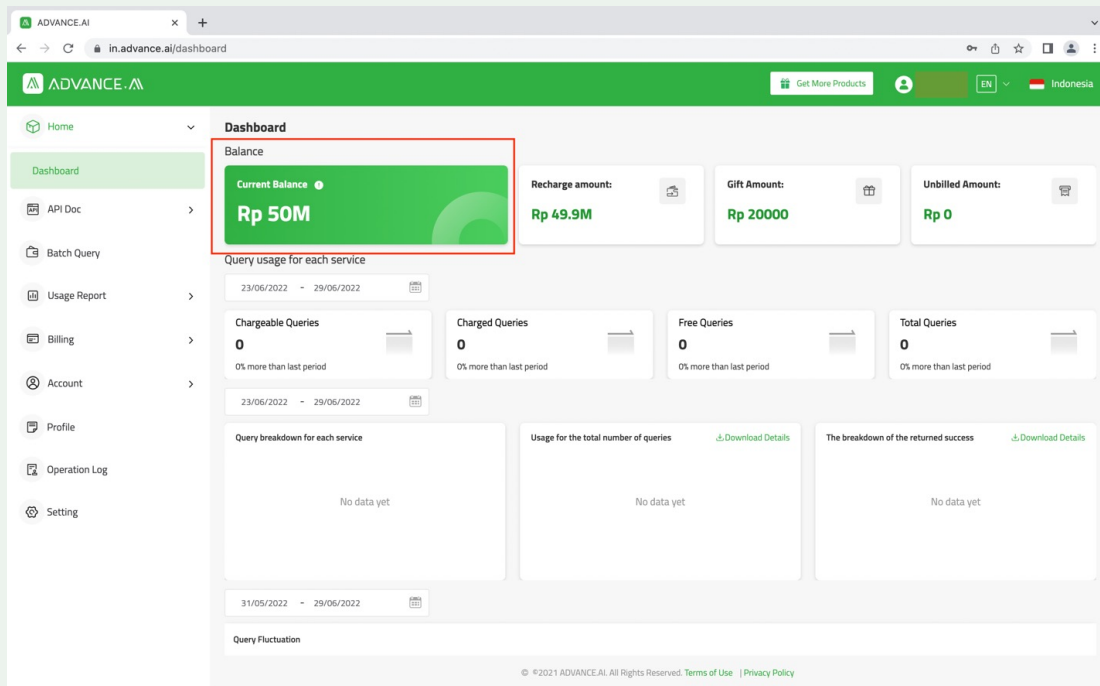 ADVANCE.AI
in.advance.ai/dashboard
ADVANCE.AI
Get More Products
EN
Indonesia
Home
Dashboard
API Doc
Batch Query
Usage Report
Billing
Account
Profile
Operation Log
Setting
Dashboard
Balance
Current Balance
Rp 50M
Recharge amount:
Rp 49.9M
Gift Amount:
Rp 20000
Unbilled Amount:
Rp 0
Query usage for each service
23/06/2022 - 29/06/2022
Chargeable Queries
0
0% more than last period
Charged Queries
0
0% more than last period
Free Queries
0
0% more than last period
Total Queries
0
0% more than last period
23/06/2022 - 29/06/2022
Query breakdown for each service
No data yet
Usage for the total number of queries
Download Details
No data yet
The breakdown of the returned success
Download Details
No data yet
31/05/2022 - 29/06/2022
Query Fluctuation
© ©2021 ADVANCE.AI. All Rights Reserved. Terms of Use | Privacy Policy